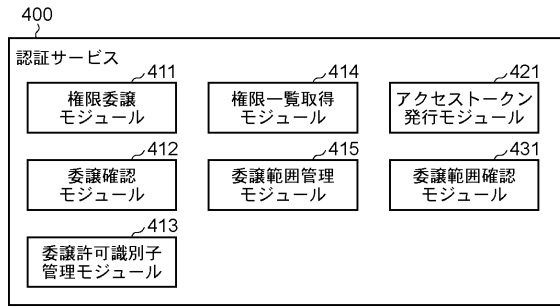 400
認証サービス
411
権限委譲
モジュール
414
権限一覧取得
モジュール
421
アクセストークン
発行モジュール
412
委譲確認
モジュール
415
委譲範囲管理
モジュール
431
委譲範囲確認
モジュール
413
委譲許可識別子
管理モジュール